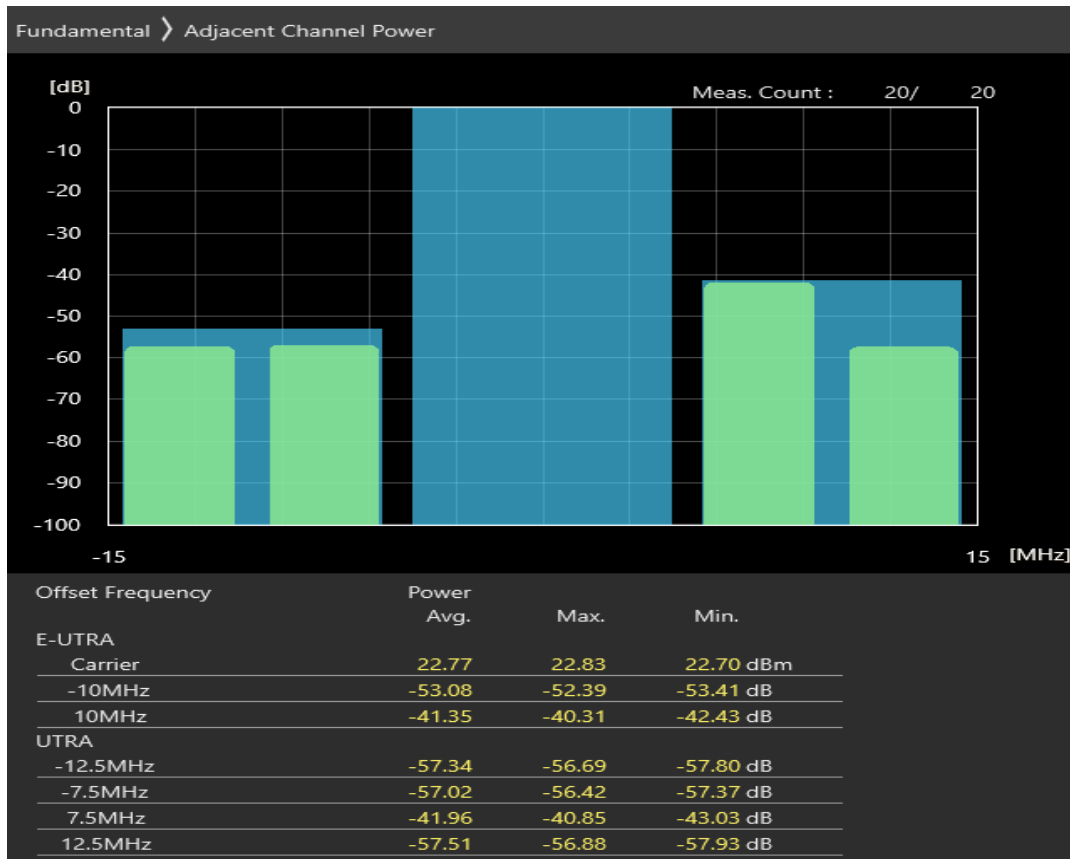 Fundamental ❯ Adjacent Channel Power
[dB]
Meas. Count : 20/ 20
0
-10
-20
-30
-40
-50
-60
-70
-80
-90
-100
-15 15 [MHz]
Offset Frequency Power
Avg. Max. Min.
E-UTRA
Carrier 22.77 22.83 22.70 dBm
-10MHz -53.08 -52.39 -53.41 dB
10MHz -41.35 -40.31 -42.43 dB
UTRA
-12.5MHz -57.34 -56.69 -57.80 dB
-7.5MHz -57.02 -56.42 -57.37 dB
7.5MHz -41.96 -40.85 -43.03 dB
12.5MHz -57.51 -56.88 -57.93 dB